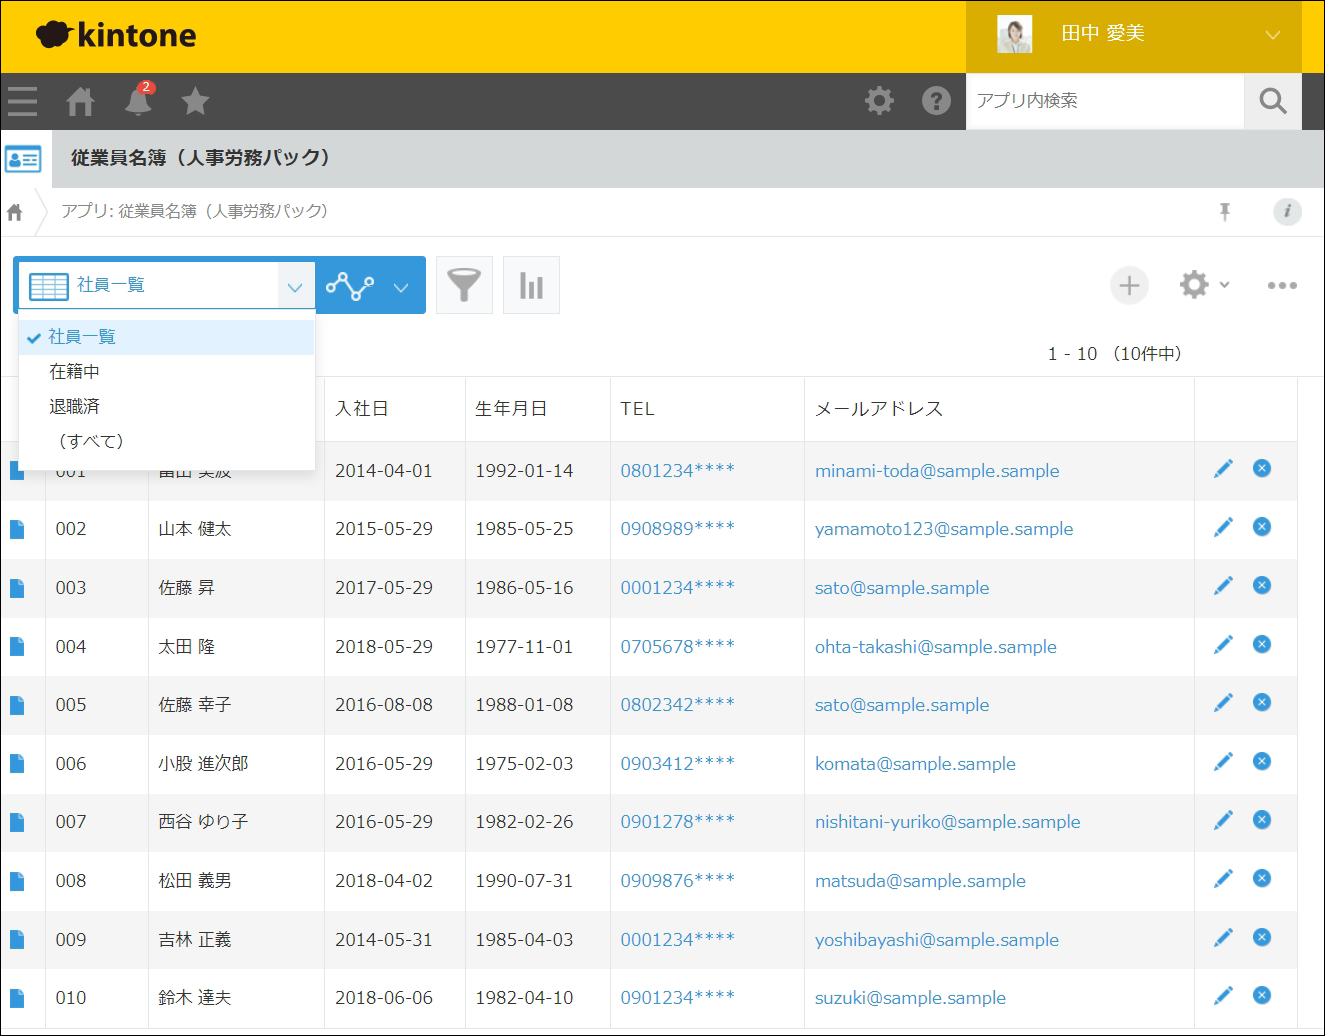 kintone
田中 愛美
2
アプリ内検索
従業員名簿（人事労務パック）
アプリ: 従業員名簿（人事労務パック）
社員一覧
社員一覧
在籍中
退職済
（すべて）
1 - 10 （10件中）
入社日 生年月日 TEL メールアドレス
001 2014-04-01 1992-01-14 0801234**** minami-toda@sample.sample
002 山本 健太 2015-05-29 1985-05-25 0908989**** yamamoto123@sample.sample
003 佐藤 昇 2017-05-29 1986-05-16 0001234**** sato@sample.sample
004 太田 隆 2018-05-29 1977-11-01 0705678**** ohta-takashi@sample.sample
005 佐藤 幸子 2016-08-08 1988-01-08 0802342**** sato@sample.sample
006 小股 進次郎 2016-05-29 1975-02-03 0903412**** komata@sample.sample
007 西谷 ゆり子 2016-05-29 1982-02-26 0901278**** nishitani-yuriko@sample.sample
008 松田 義男 2018-04-02 1990-07-31 0909876**** matsuda@sample.sample
009 吉林 正義 2014-05-31 1985-04-03 0001234**** yoshibayashi@sample.sample
010 鈴木 達夫 2018-06-06 1982-04-10 0901234**** suzuki@sample.sample